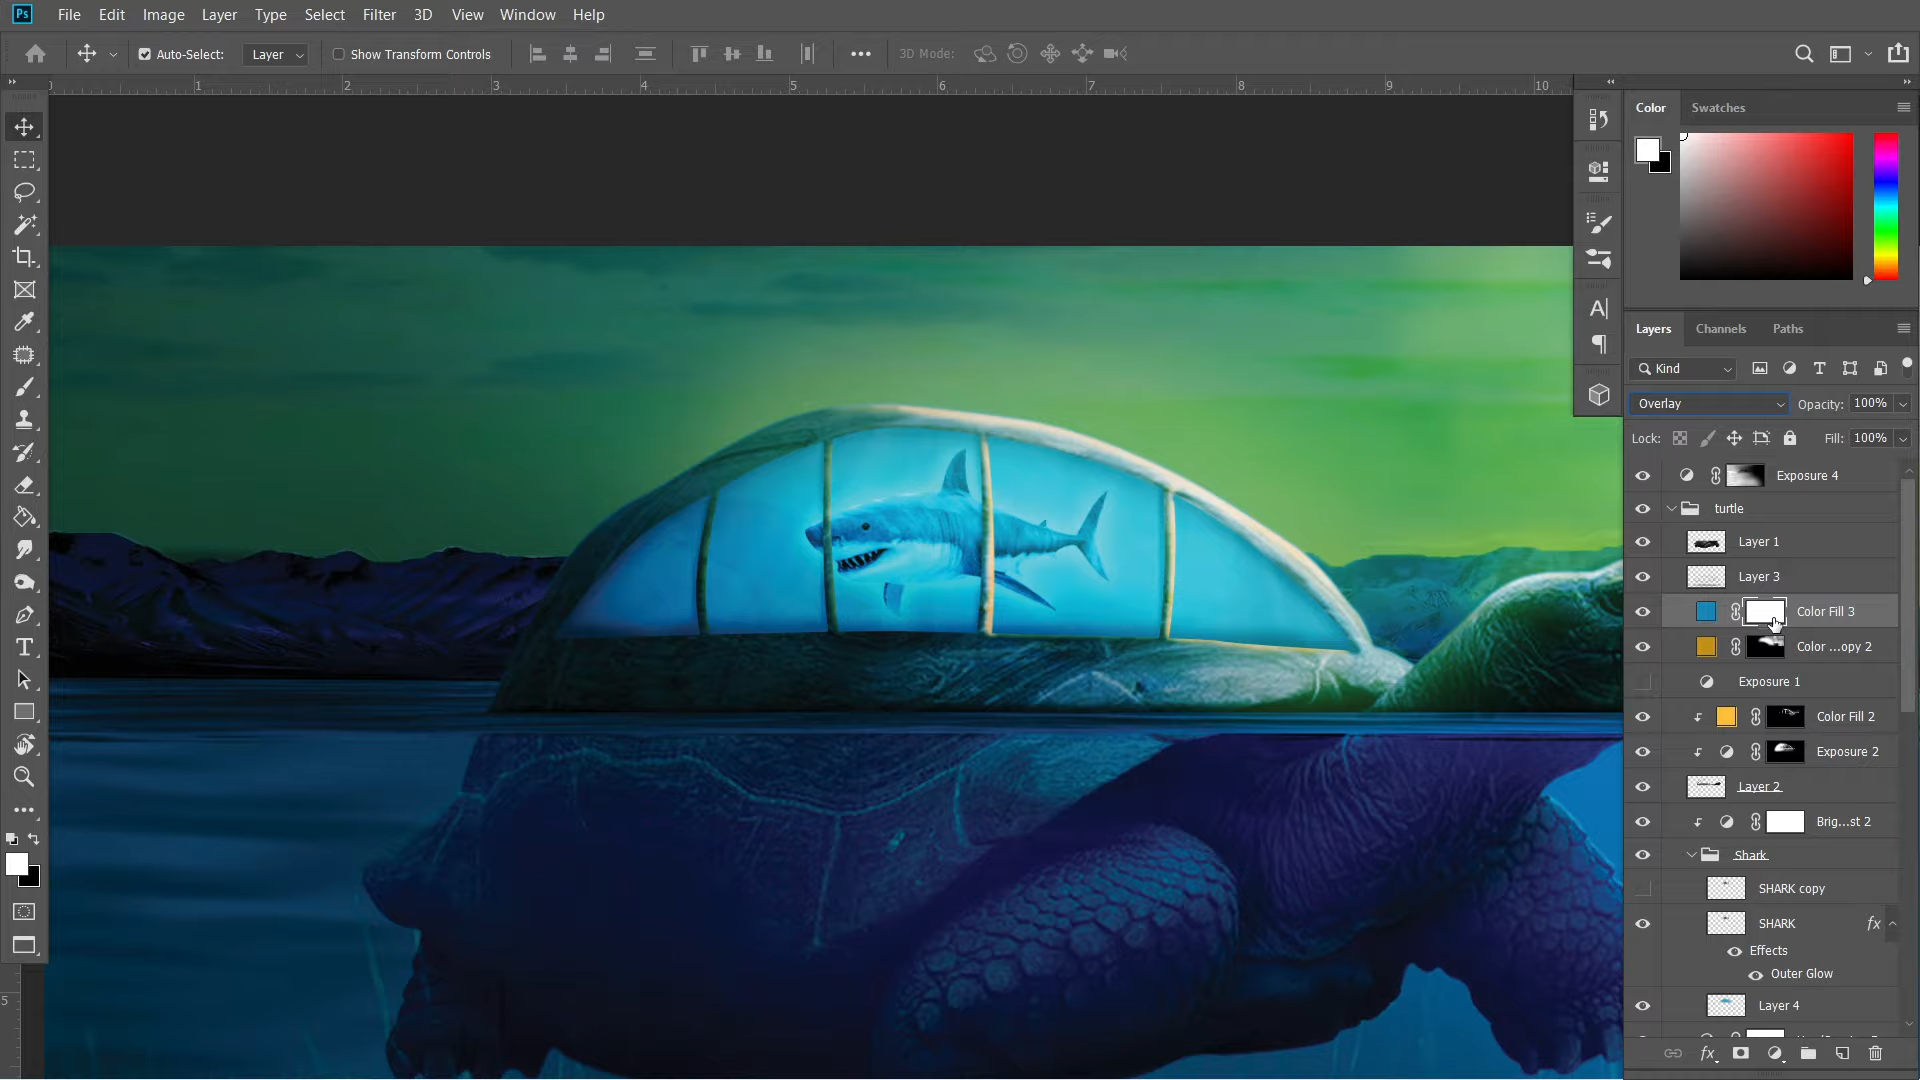 Ps File Edit Image Layer Type Select Filter 3D View Window Help
Auto-Select: Layer Show Transform Controls 3D Mode:
1 2 3 4 5 6 7 8 9 10
Color Swatches
Layers Channels Paths
Kind
Overlay Opacity: 100%
Lock: Fill: 100%
Exposure 4
turtle
Layer 1
Layer 3
Color Fill 3
Color ...opy 2
Exposure 1
Color Fill 2
Exposure 2
Layer 2
Brig...st 2
Shark
SHARK copy
SHARK fx
Effects
Outer Glow
5
Layer 4
fx